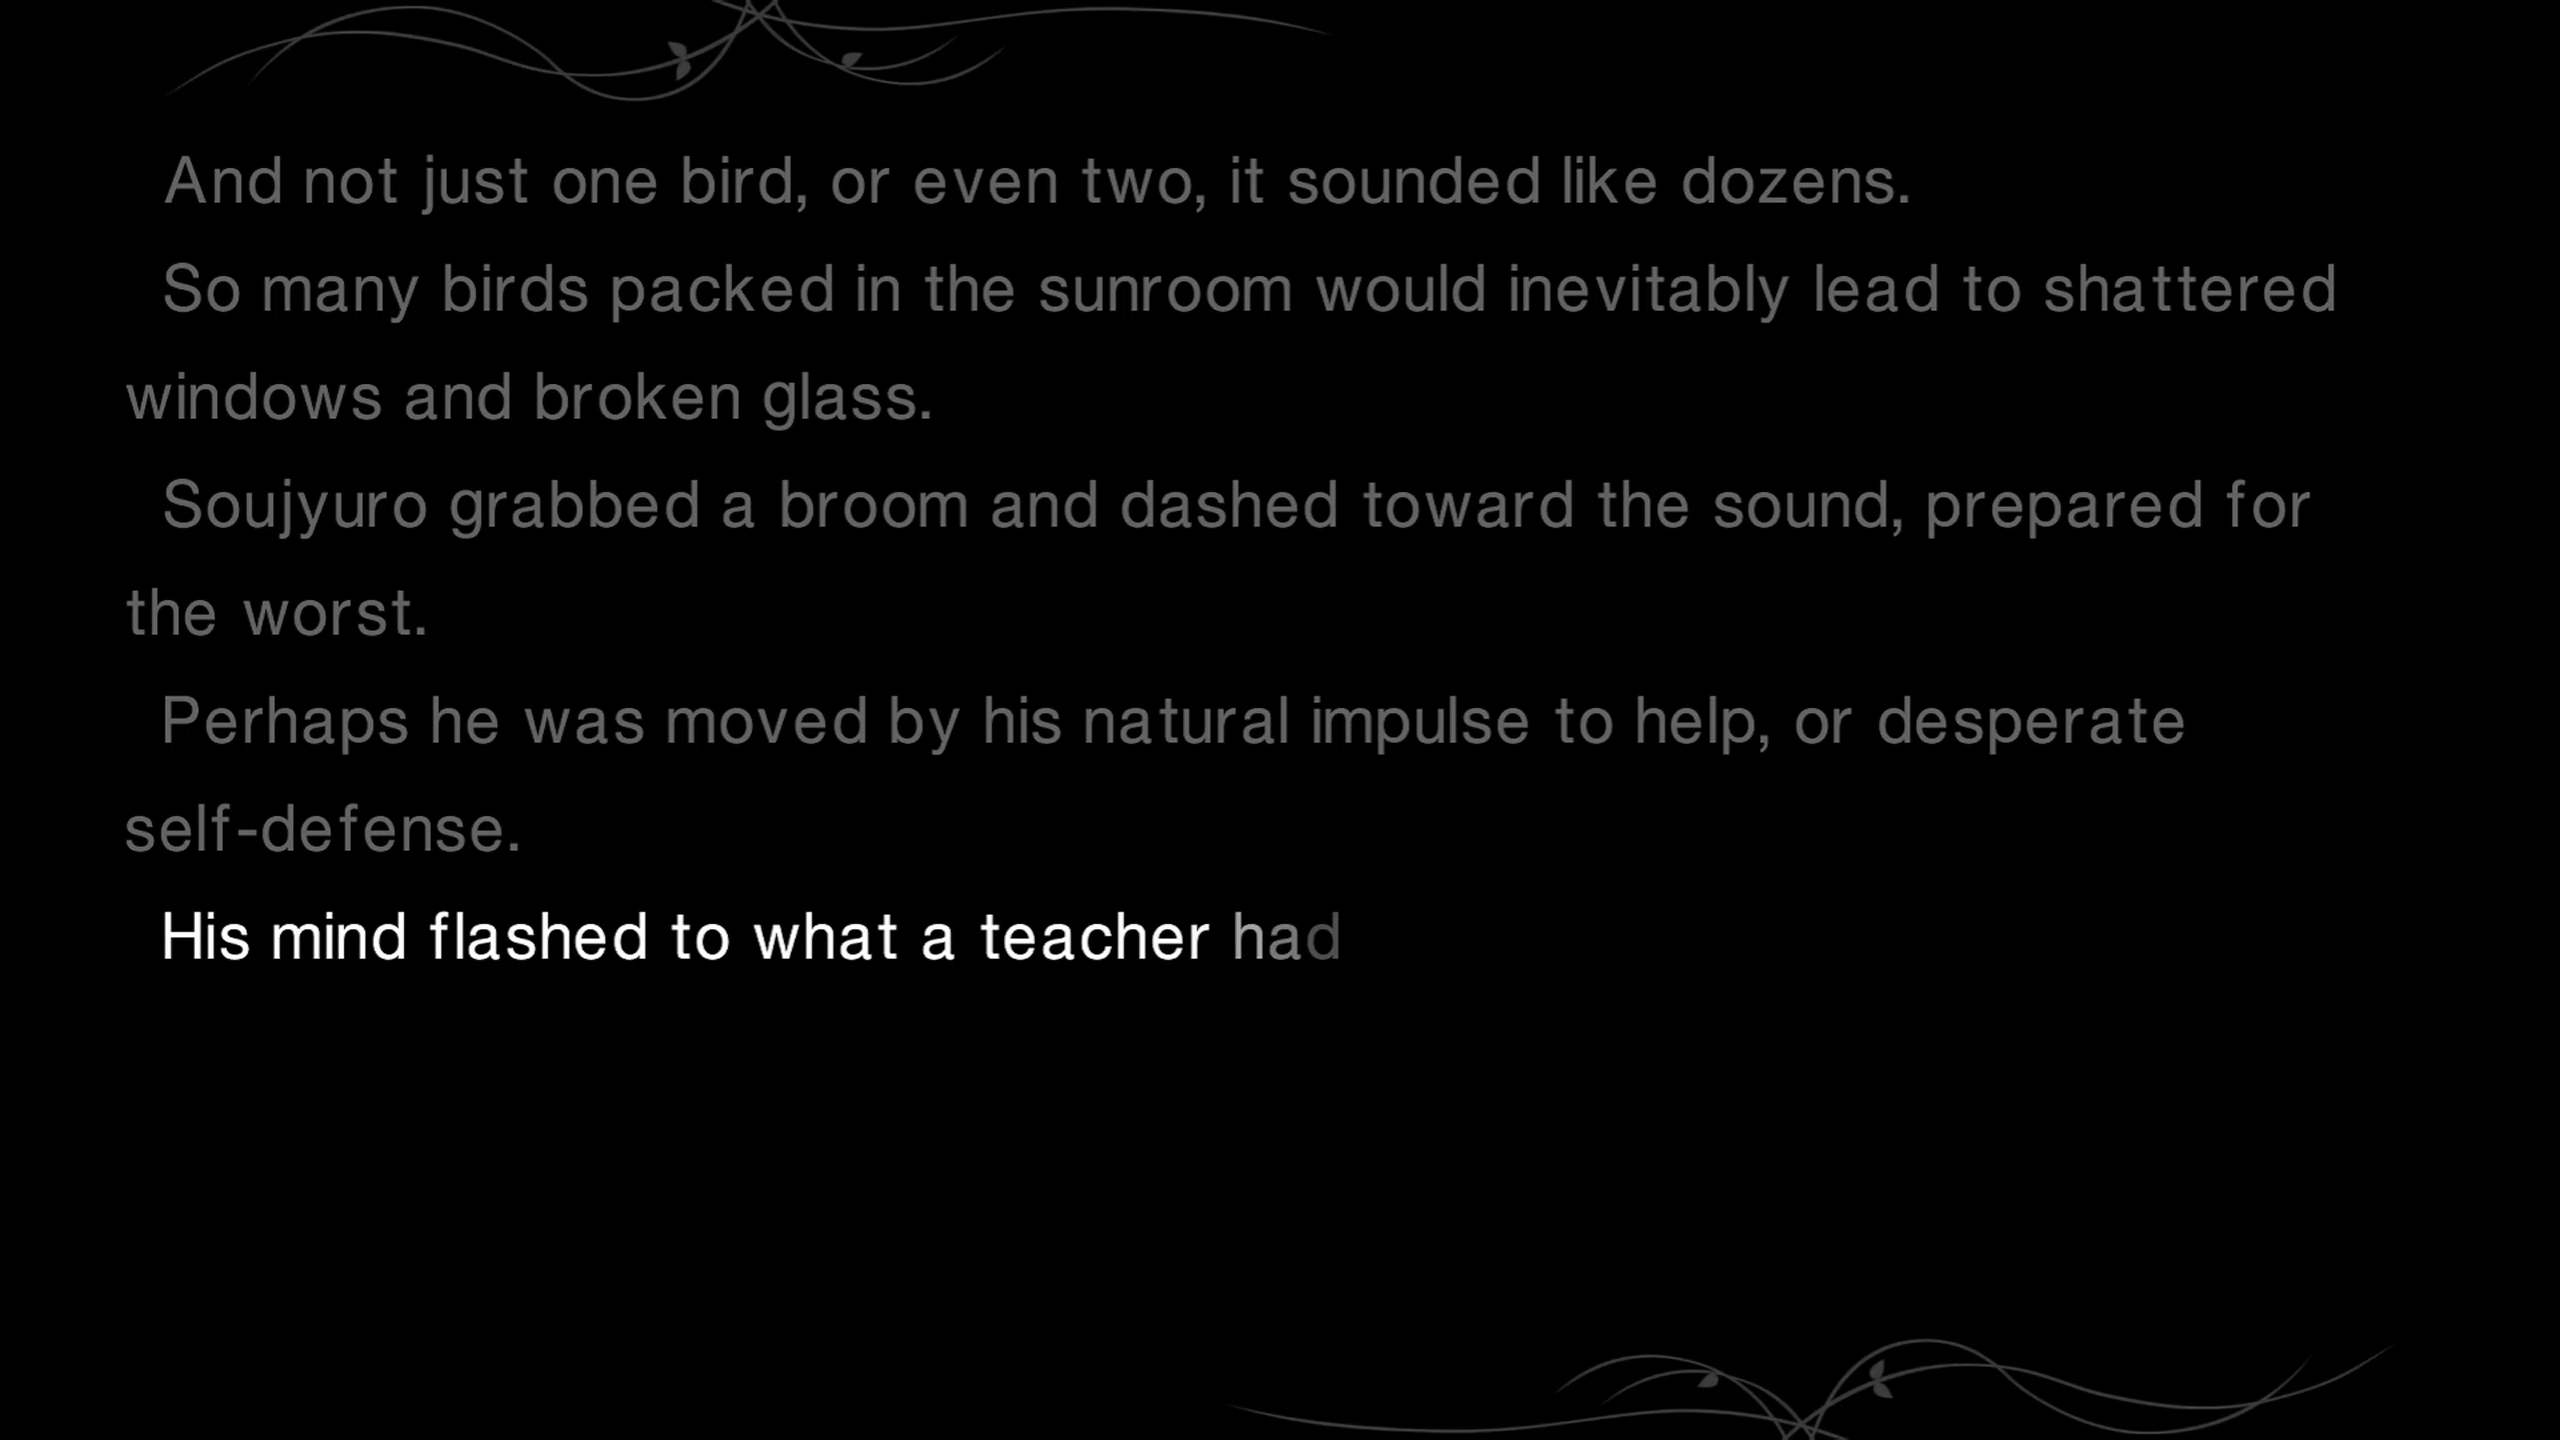 And not just one bird, or even two, it sounded like dozens.
So many birds packed in the sunroom would inevitably lead to shattered
windows and broken glass.
Soujyuro grabbed a broom and dashed toward the sound, prepared for
the worst.
Perhaps he was moved by his natural impulse to help, or desperate
self-defense.
His mind flashed to what a teacher had